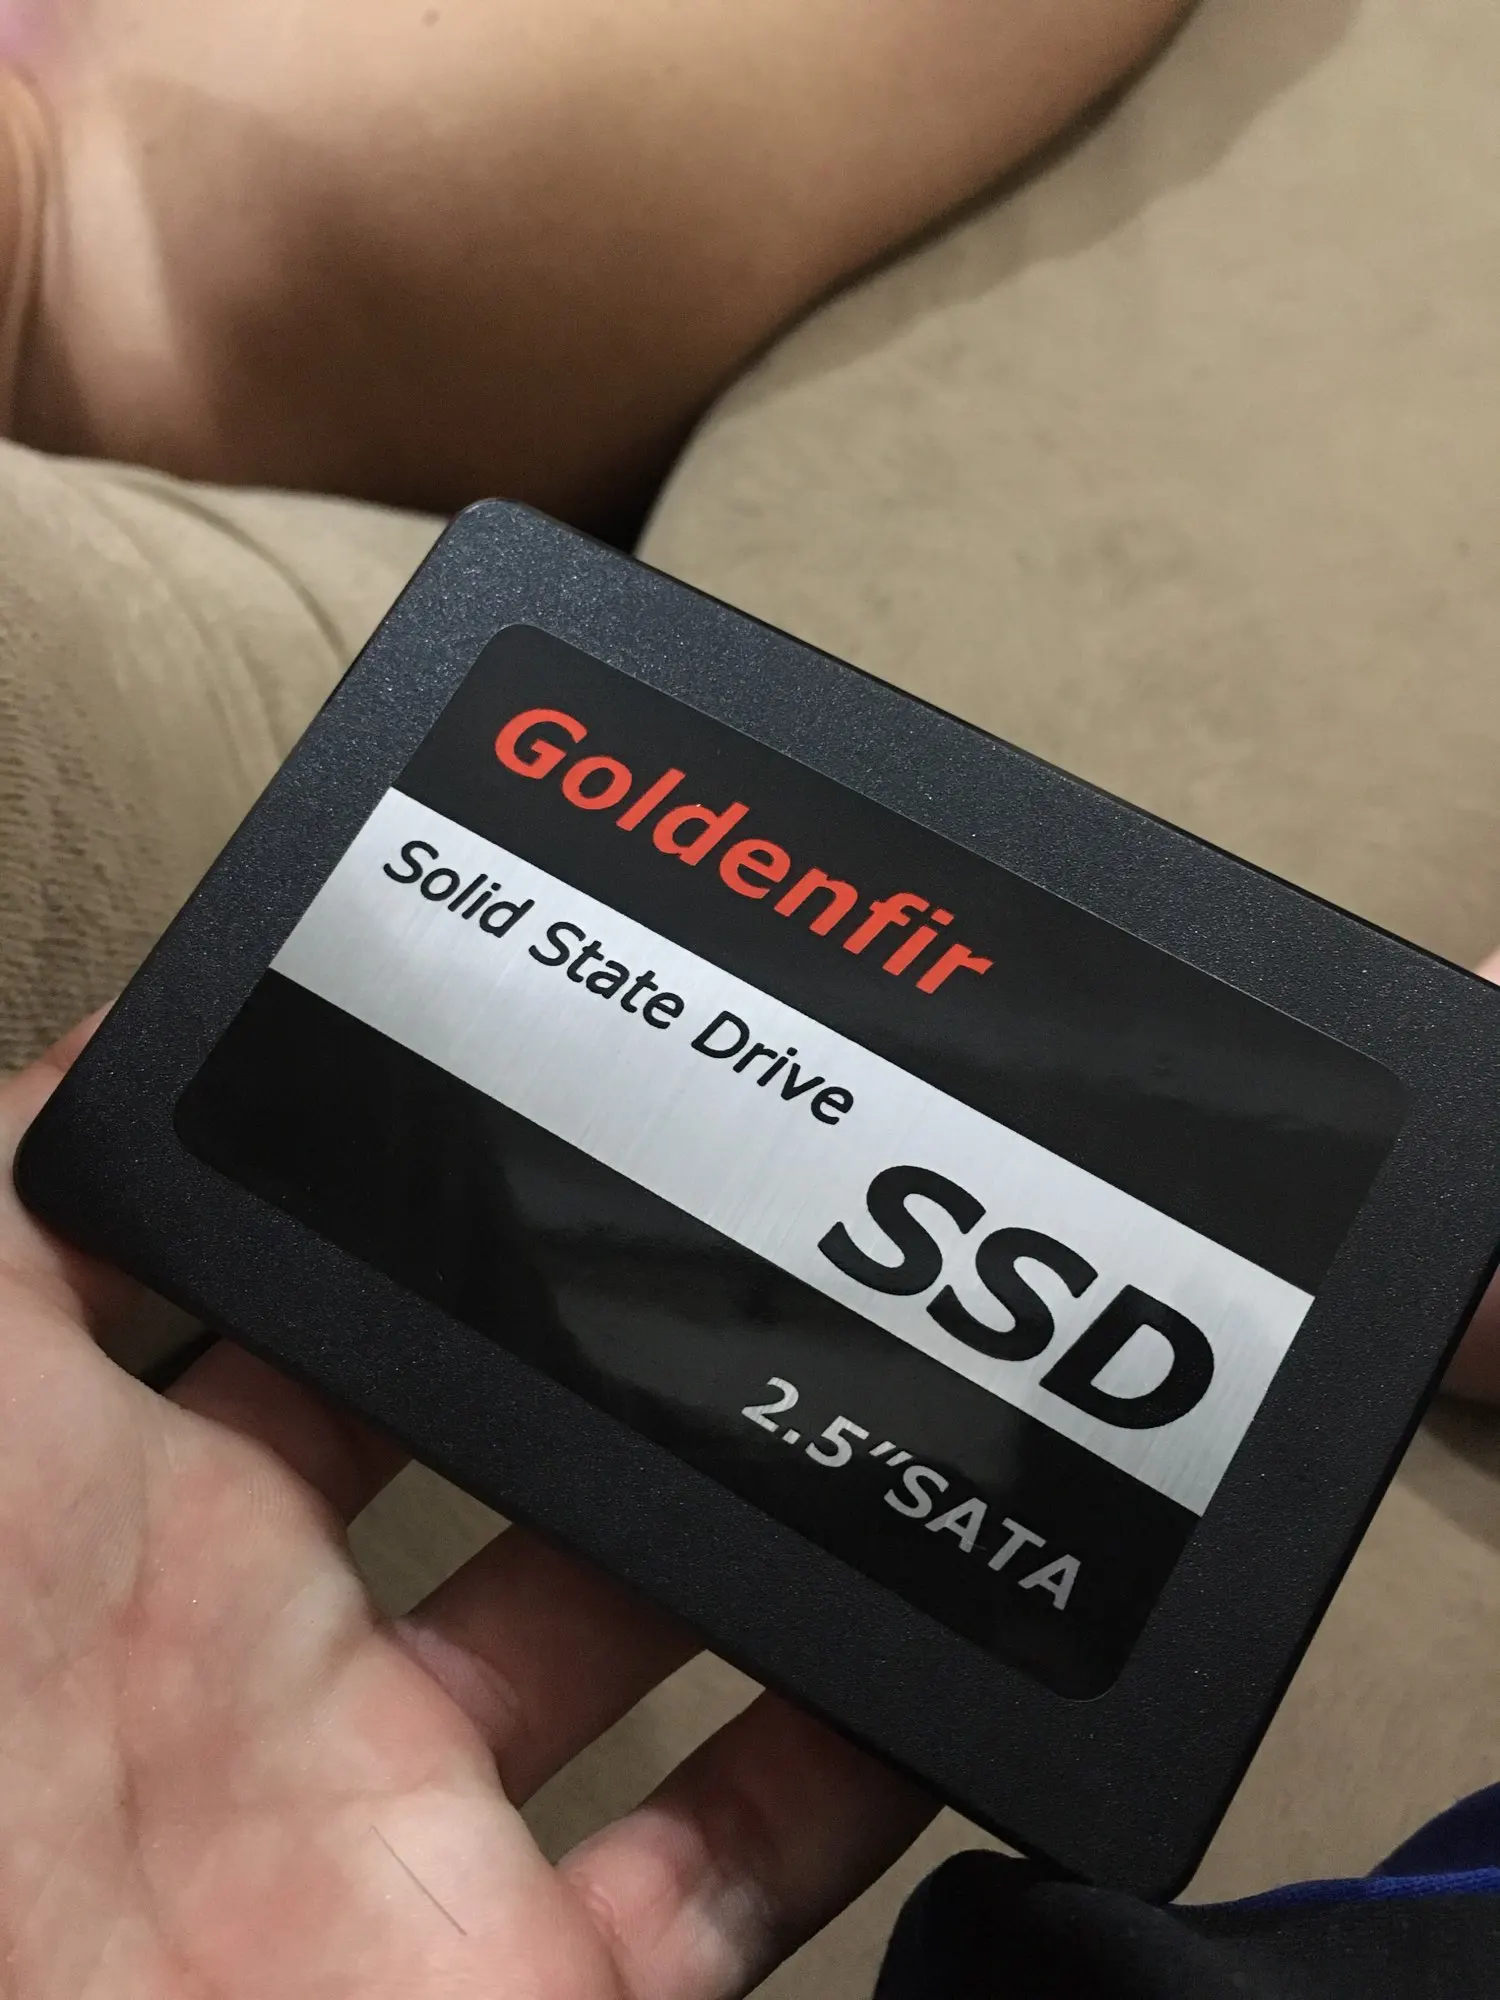 Goldenfir
Solid State Drive
SSD
2.5"SATA